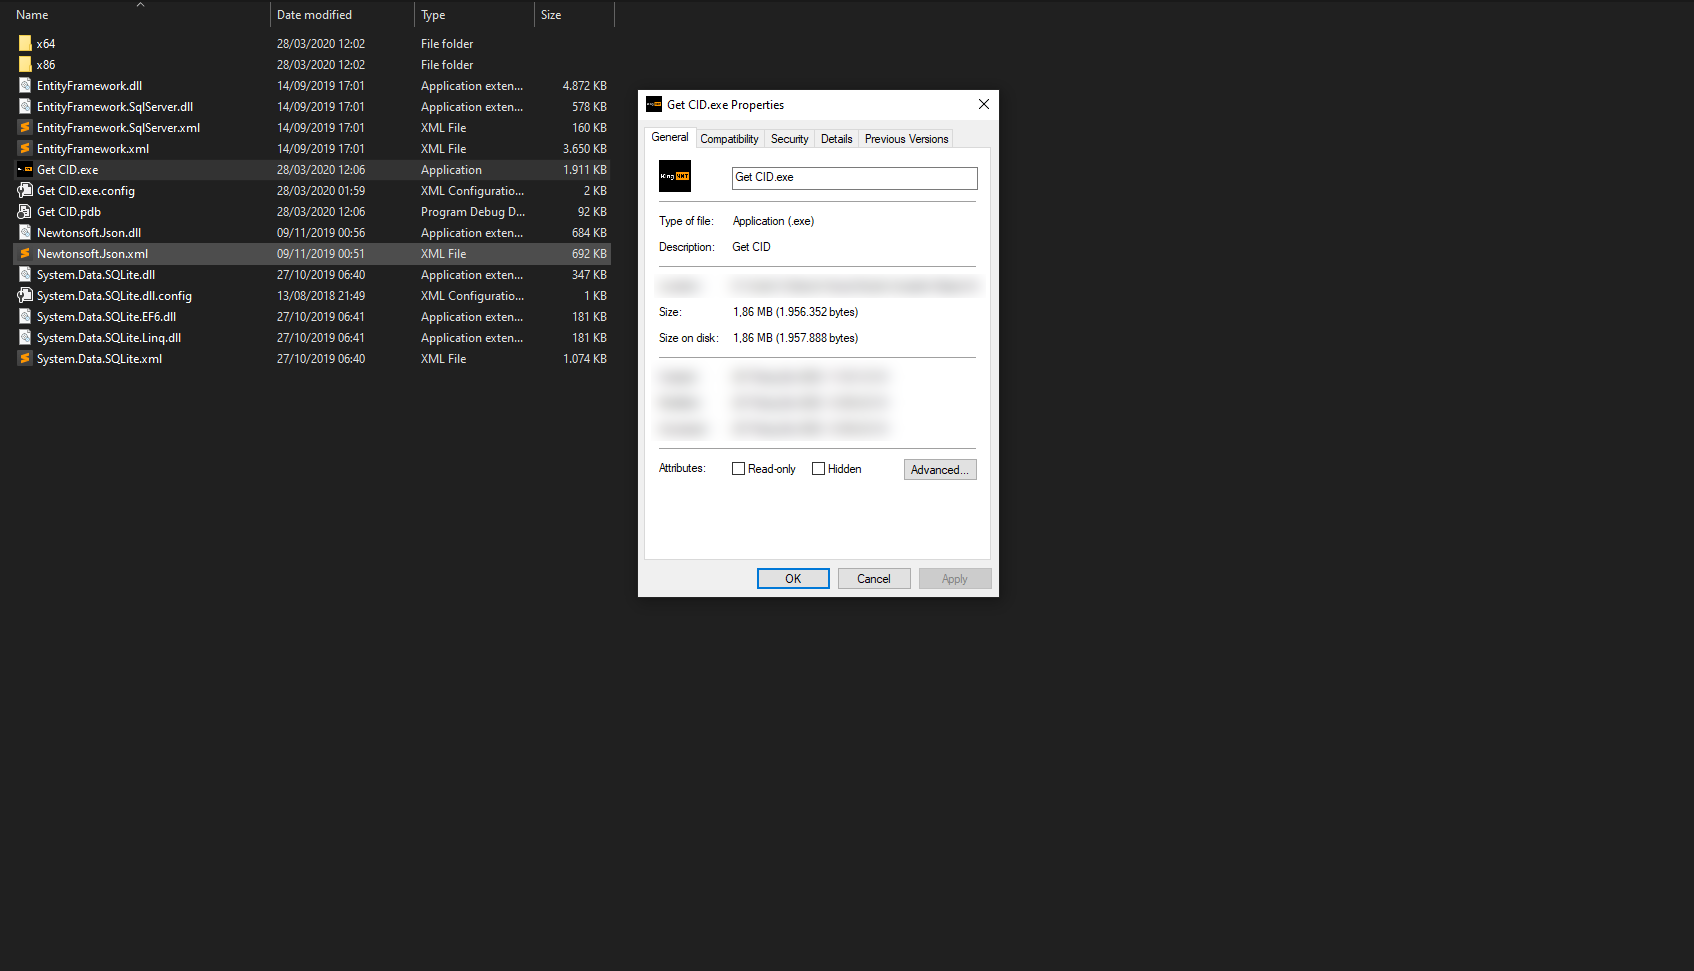 Name Date modified Type Size
x64 28/03/2020 12:02 File folder
x86 28/03/2020 12:02 File folder
EntityFramework.dll 14/09/2019 17:01 Application exten... 4.872 KB
EntityFramework.SqlServer.dll 14/09/2019 17:01 Application exten... 578 KB
EntityFramework.SqlServer.xml 14/09/2019 17:01 XML File 160 KB
EntityFramework.xml 14/09/2019 17:01 XML File 3.650 KB
Get CID.exe 28/03/2020 12:06 Application 1.911 KB
Get CID.exe.config 28/03/2020 01:59 XML Configuratio... 2 KB
Get CID.pdb 28/03/2020 12:06 Program Debug D... 92 KB
Newtonsoft.Json.dll 09/11/2019 00:56 Application exten... 684 KB
Newtonsoft.Json.xml 09/11/2019 00:51 XML File 692 KB
System.Data.SQLite.dll 27/10/2019 06:40 Application exten... 347 KB
System.Data.SQLite.dll.config 13/08/2018 21:49 XML Configuratio... 1 KB
System.Data.SQLite.EF6.dll 27/10/2019 06:41 Application exten... 181 KB
System.Data.SQLite.Linq.dll 27/10/2019 06:41 Application exten... 181 KB
System.Data.SQLite.xml 27/10/2019 06:40 XML File 1.074 KB
Get CID.exe Properties
General Compatibility Security Details Previous Versions
Get CID.exe
Type of file: Application (.exe)
Description: Get CID
Size: 1,86 MB (1.956.352 bytes)
Size on disk: 1,86 MB (1.957.888 bytes)
Attributes: Read-only Hidden Advanced...
OK Cancel Apply